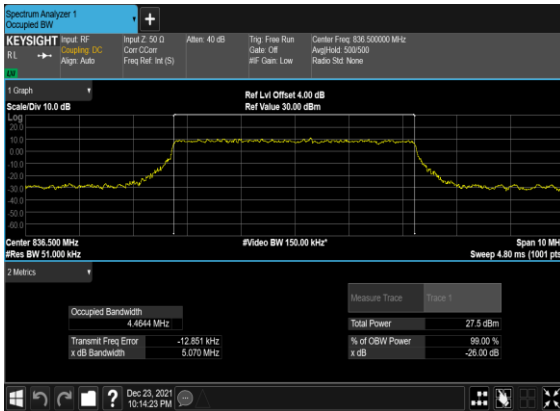 Spectrum Analyzer 1
Occupied BW
KEYSIGHT
RL
Input: RF
Coupling: DC
Align: Auto
Input Z: 50 Ω
Corr CCorr
Freq Ref: Int (S)
Atten: 40 dB
Trig: Free Run
Gate: Off
#IF Gain: Low
Center Freq: 836.500000 MHz
Avg|Hold: 500/500
Radio Std: None
1 Graph
Scale/Div 10.0 dB
Ref Lvl Offset 4.00 dB
Ref Value 30.00 dBm
Log
20.0
10.0
0.00
-10.0
-20.0
-30.0
-40.0
-50.0
-60.0
Center 836.500 MHz
#Video BW 150.00 kHz*
Span 10 MH
#Res BW 51.000 kHz
Sweep 4.80 ms (1001 pts
2 Metrics
Measure Trace
Trace 1
Occupied Bandwidth
4.4644 MHz
Total Power
27.5 dBm
Transmit Freq Error
-12.851 kHz
% of OBW Power
99.00 %
x dB Bandwidth
5.070 MHz
x dB
-26.00 dB
?
Dec 23, 2021
10:14:23 PM